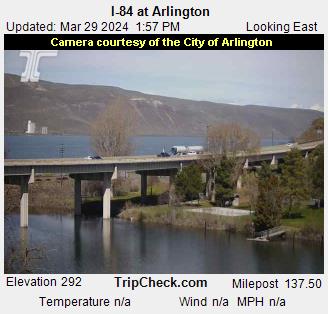 I-84 at Arlington
Updated: Mar 29 2024 1:57 PM Looking East
Camera courtesy of the City of Arlington
Elevation 292 TripCheck.com Milepost 137.50
Temperature n/a Wind n/a MPH n/a